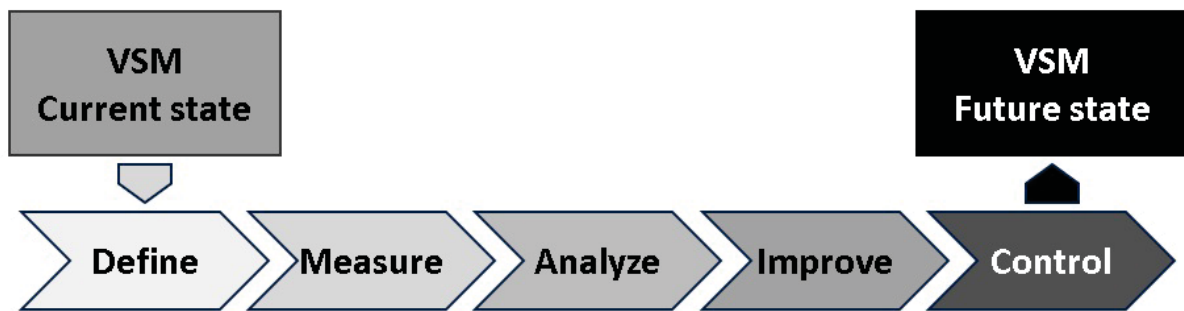 VSM
Current state
VSM
Future state
Define
Measure
Analyze
Improve
Control